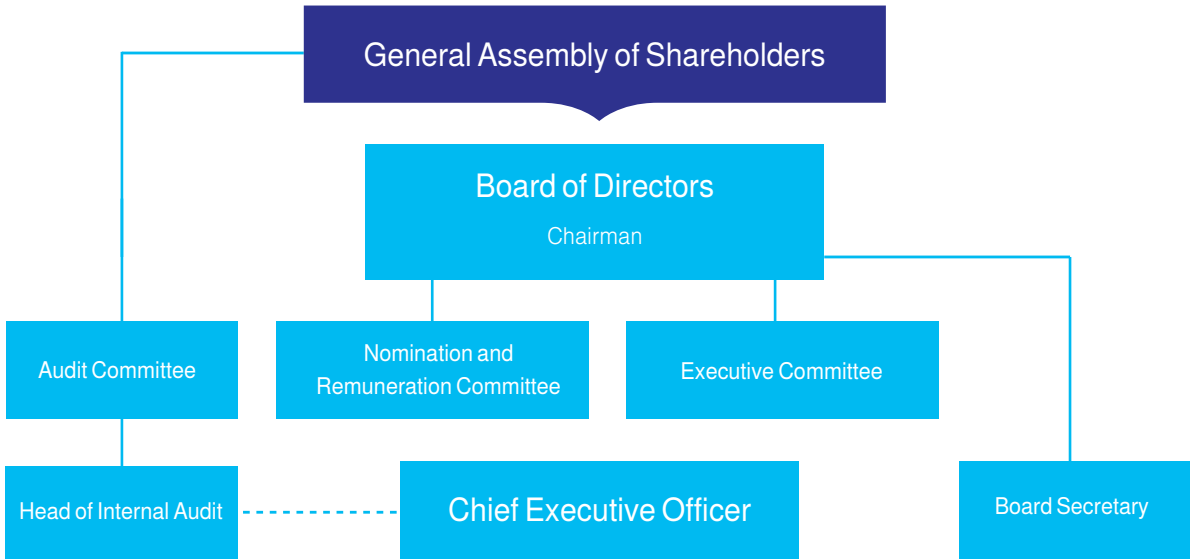 General Assembly of Shareholders
Board of Directors
Chairman
Audit Committee
Nomination and
Remuneration Committee
Executive Committee
Head of Internal Audit
Chief Executive Officer
Board Secretary